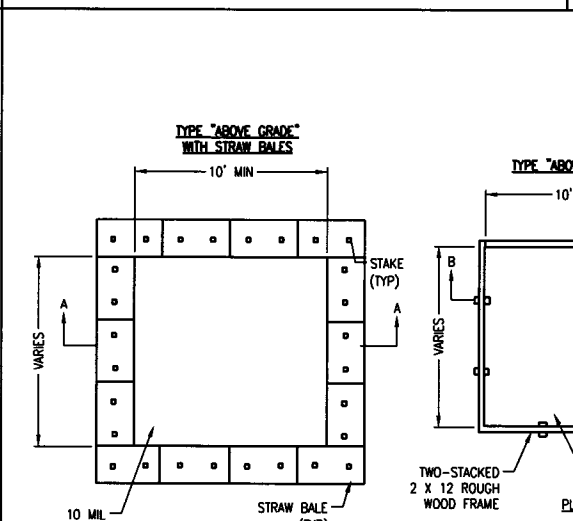 TYPE "ABOVE GRADE"
WITH STRAW BALES
10' MIN
STAKE
(TYP)
A
A
VARIES
10 MIL
STRAW BALE
(TYP)
TYPE
10'
B
VARIES
TWO-STACKED
2 X 12 ROUGH
WOOD FRAME